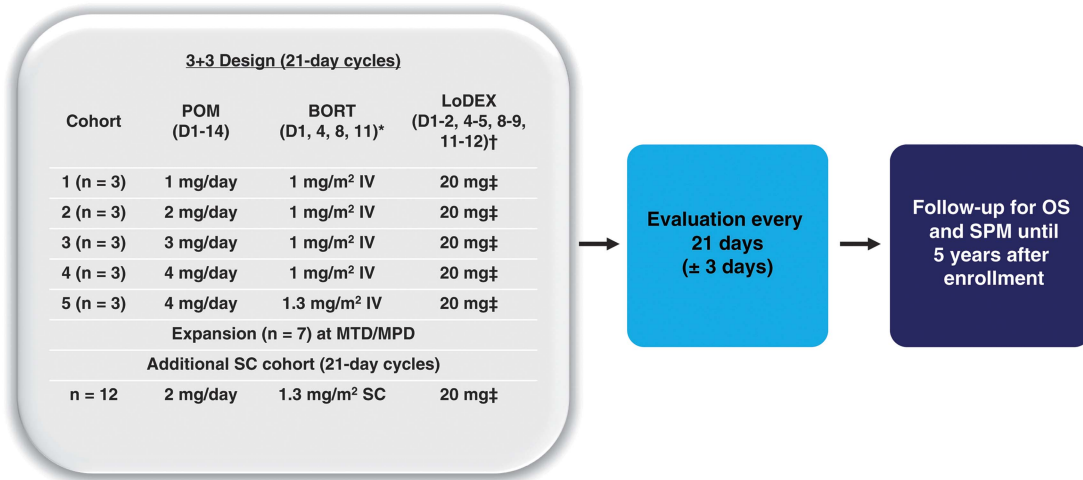 3+3 Design (21-day cycles)
Cohort POM (D1-14) BORT (D1, 4, 8, 11)* LoDEX (D1-2, 4-5, 8-9, 11-12)†
1 (n = 3) 1 mg/day 1 mg/m² IV 20 mg‡
2 (n = 3) 2 mg/day 1 mg/m² IV 20 mg‡
3 (n = 3) 3 mg/day 1 mg/m² IV 20 mg‡
4 (n = 3) 4 mg/day 1 mg/m² IV 20 mg‡
5 (n = 3) 4 mg/day 1.3 mg/m² IV 20 mg‡
Expansion (n = 7) at MTD/MPD
Additional SC cohort (21-day cycles)
n = 12 2 mg/day 1.3 mg/m² SC 20 mg‡
Evaluation every
21 days
(± 3 days)
Follow-up for OS
and SPM until
5 years after
enrollment